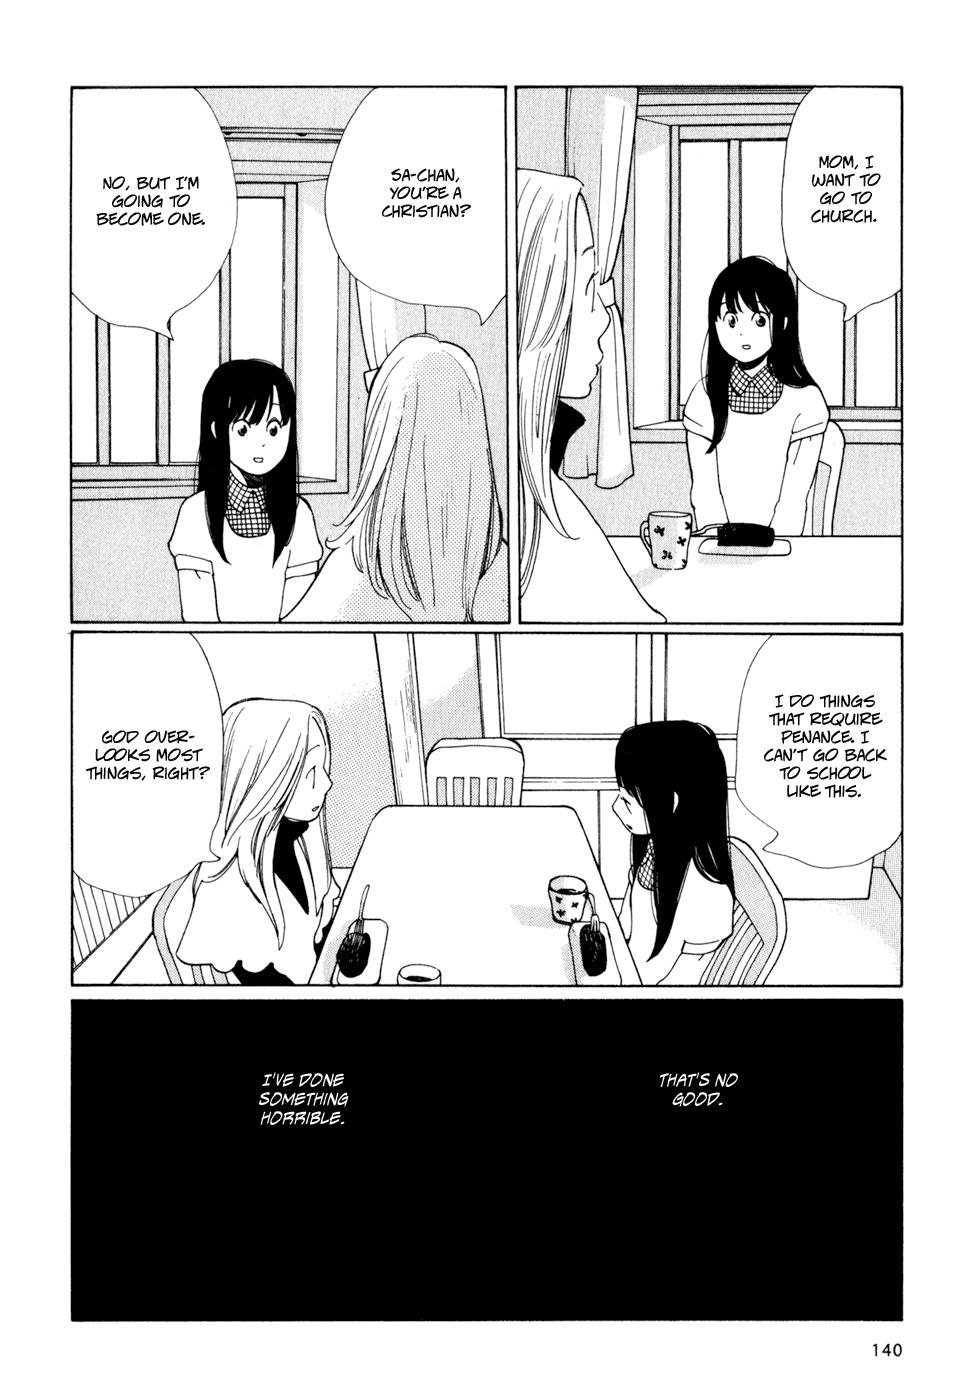 MOM, I
WANT TO
GO TO
CHURCH.
SA-CHAN,
YOU'RE A
CHRISTIAN?
NO, BUT I'M
GOING TO
BECOME ONE.
I DO THINGS
THAT REQUIRE
PENANCE. I
CAN'T GO BACK
TO SCHOOL
LIKE THIS.
GOD OVER-
LOOKS MOST
THINGS, RIGHT?
THAT'S NO
GOOD.
I'VE DONE
SOMETHING
HORRIBLE.
140